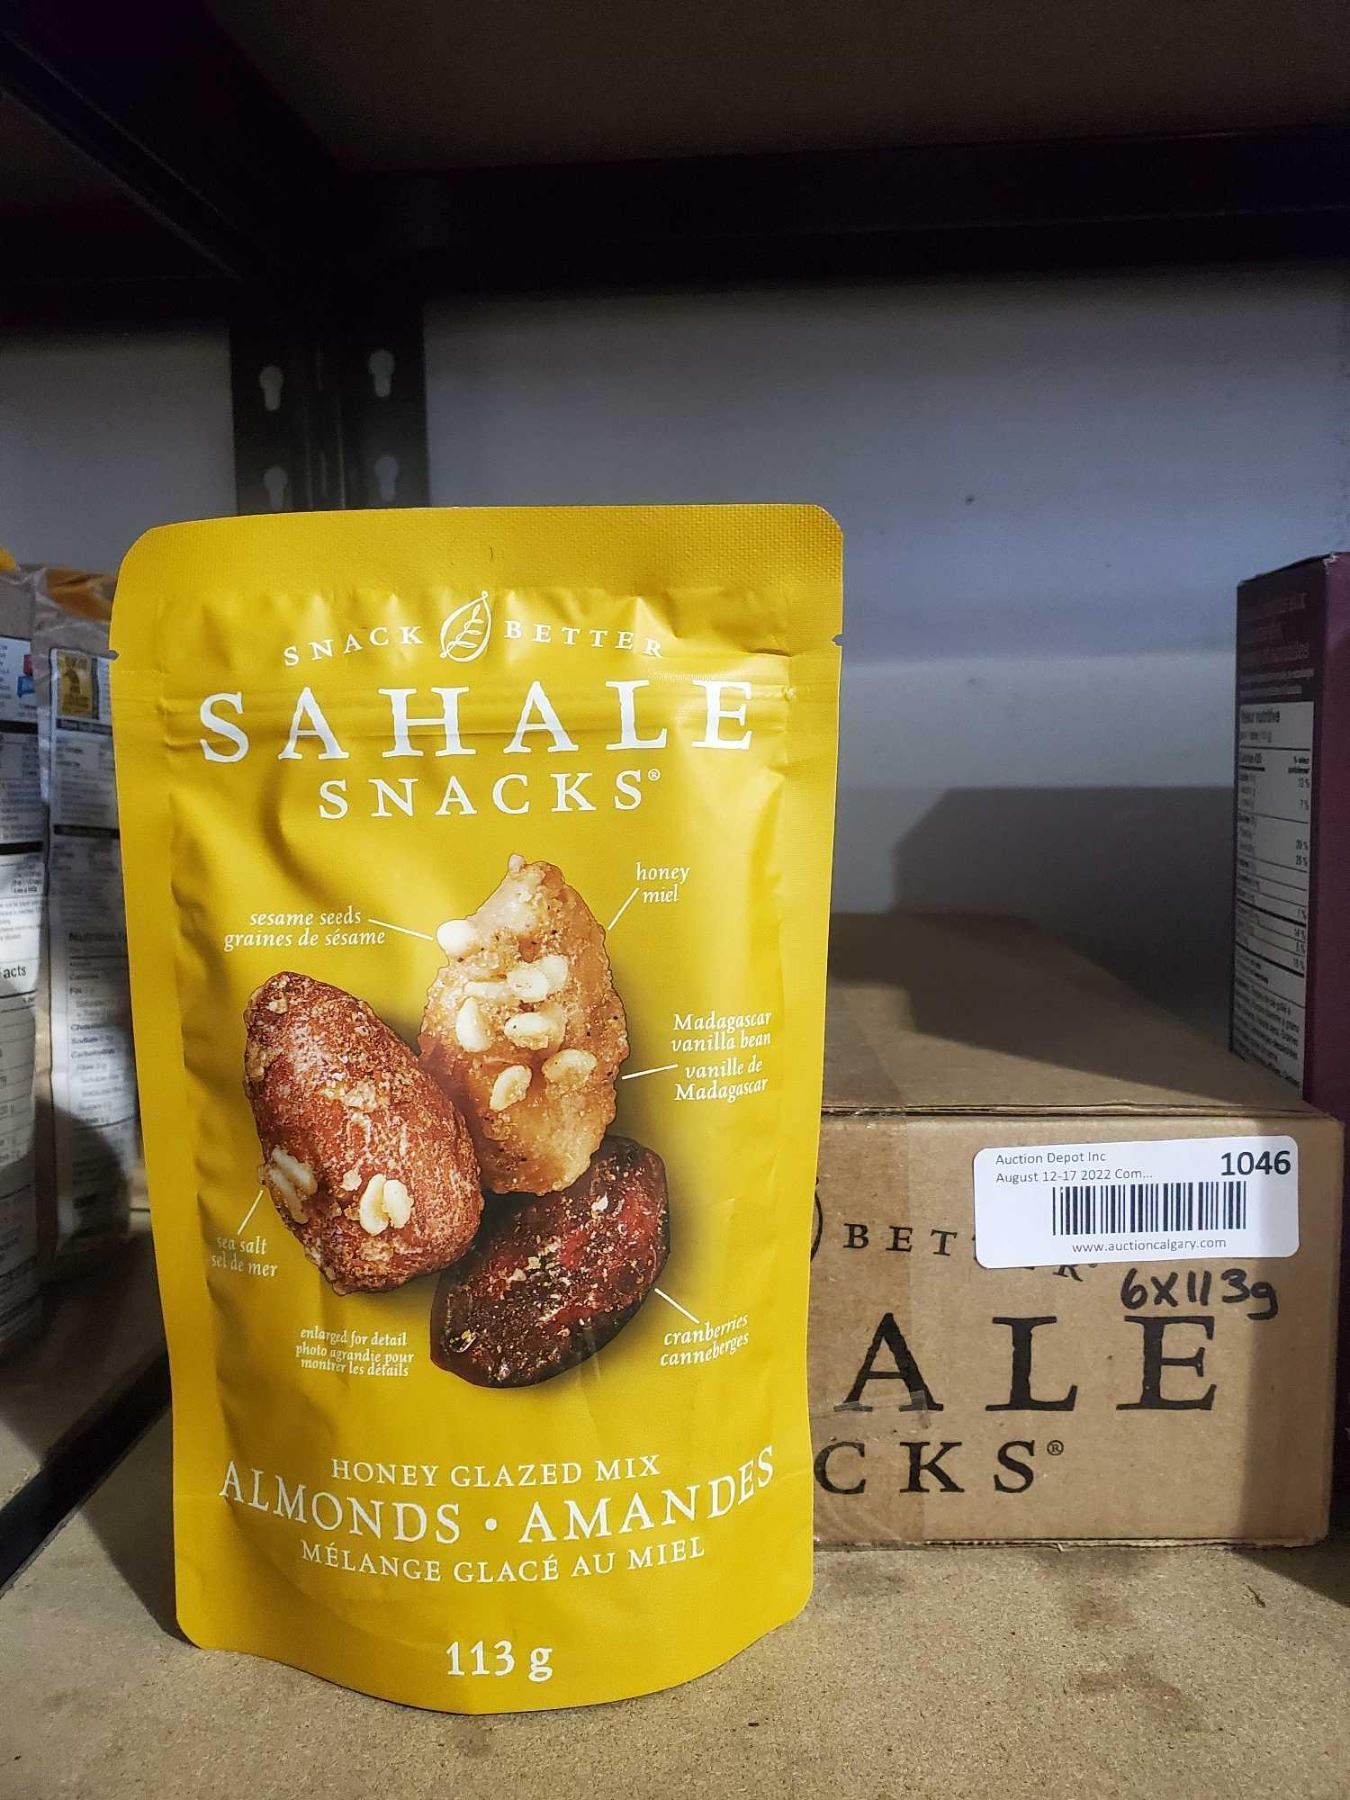 SNACK BETTER
SAHALE
SNACKS®
honey
miel
sesame seeds
graines de sésame
Madagascar
vanilla bean
vanille de
Madagascar
sea salt
sel de mer
cranberries
canneberges
enlarged for detail
photo agrandie pour
montrer les détails
HONEY GLAZED MIX
ALMONDS • AMANDES
MÉLANGE GLACÉ AU MIEL
113 g
Auction Depot Inc
August 12-17 2022 Com...
1046
www.auctioncalgary.com
BET
R
6X113g
ALE
CKS®
acts